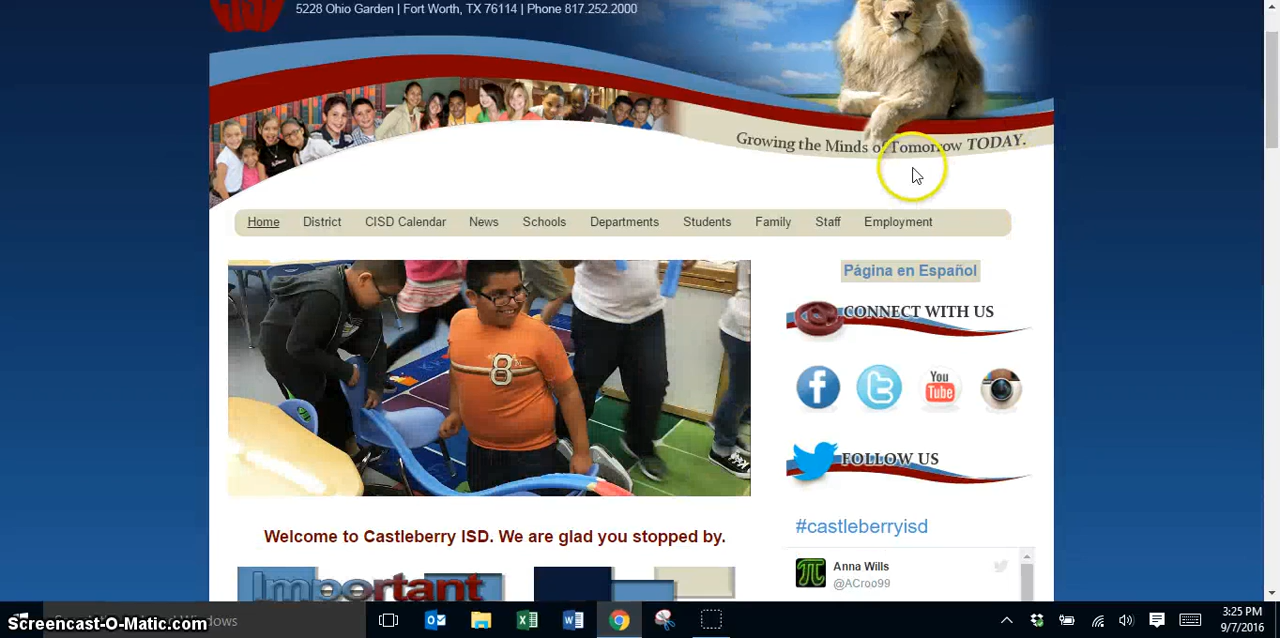 CISD
5228 Ohio Garden | Fort Worth, TX 76114 | Phone 817.252.2000
Growing the Minds of Tomorrow TODAY.
Home District CISD Calendar News Schools Departments Students Family Staff Employment
Página en Español
CONNECT WITH US
You
Tube
8
FOLLOW US
#castleberryisd
Welcome to Castleberry ISD. We are glad you stopped by.
Anna Wills
@ACroo99
Important
Windows
Screencast-O-Matic.com
3:25 PM
9/7/2016